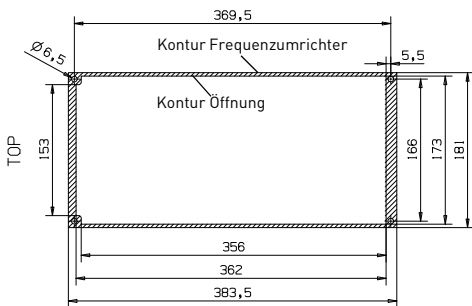 369,5
Ø6,5
Kontur Frequenzumrichter
5,5
Kontur Öffnung
TOP
153
166
173
181
356
362
383,5